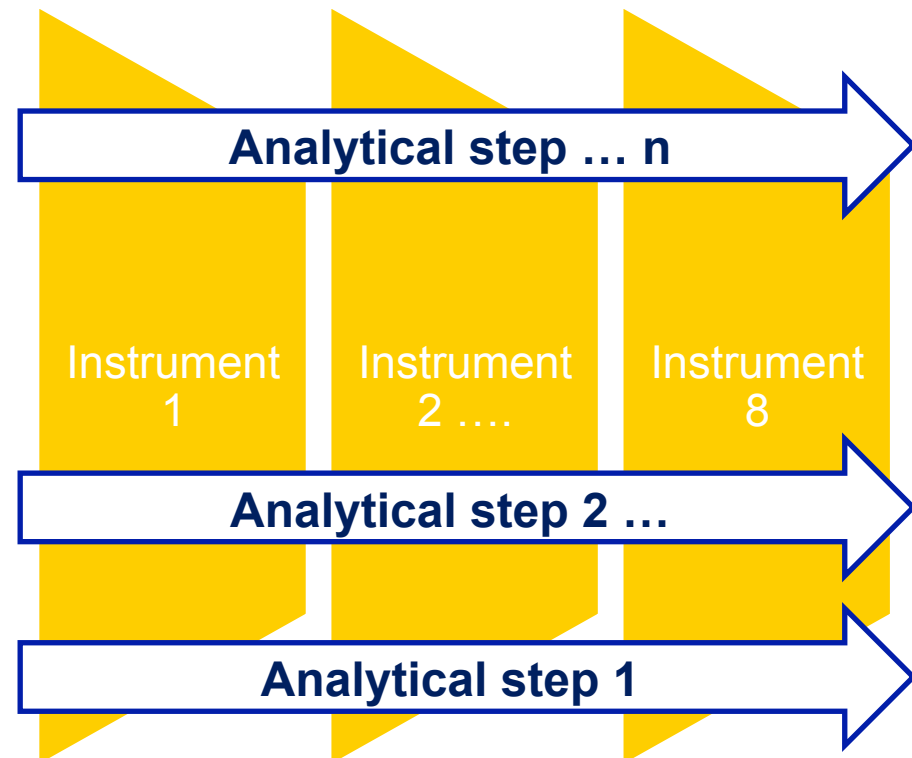 Analytical step … n
Instrument
1
Instrument
2 ….
Instrument
8
Analytical step 2 …
Analytical step 1